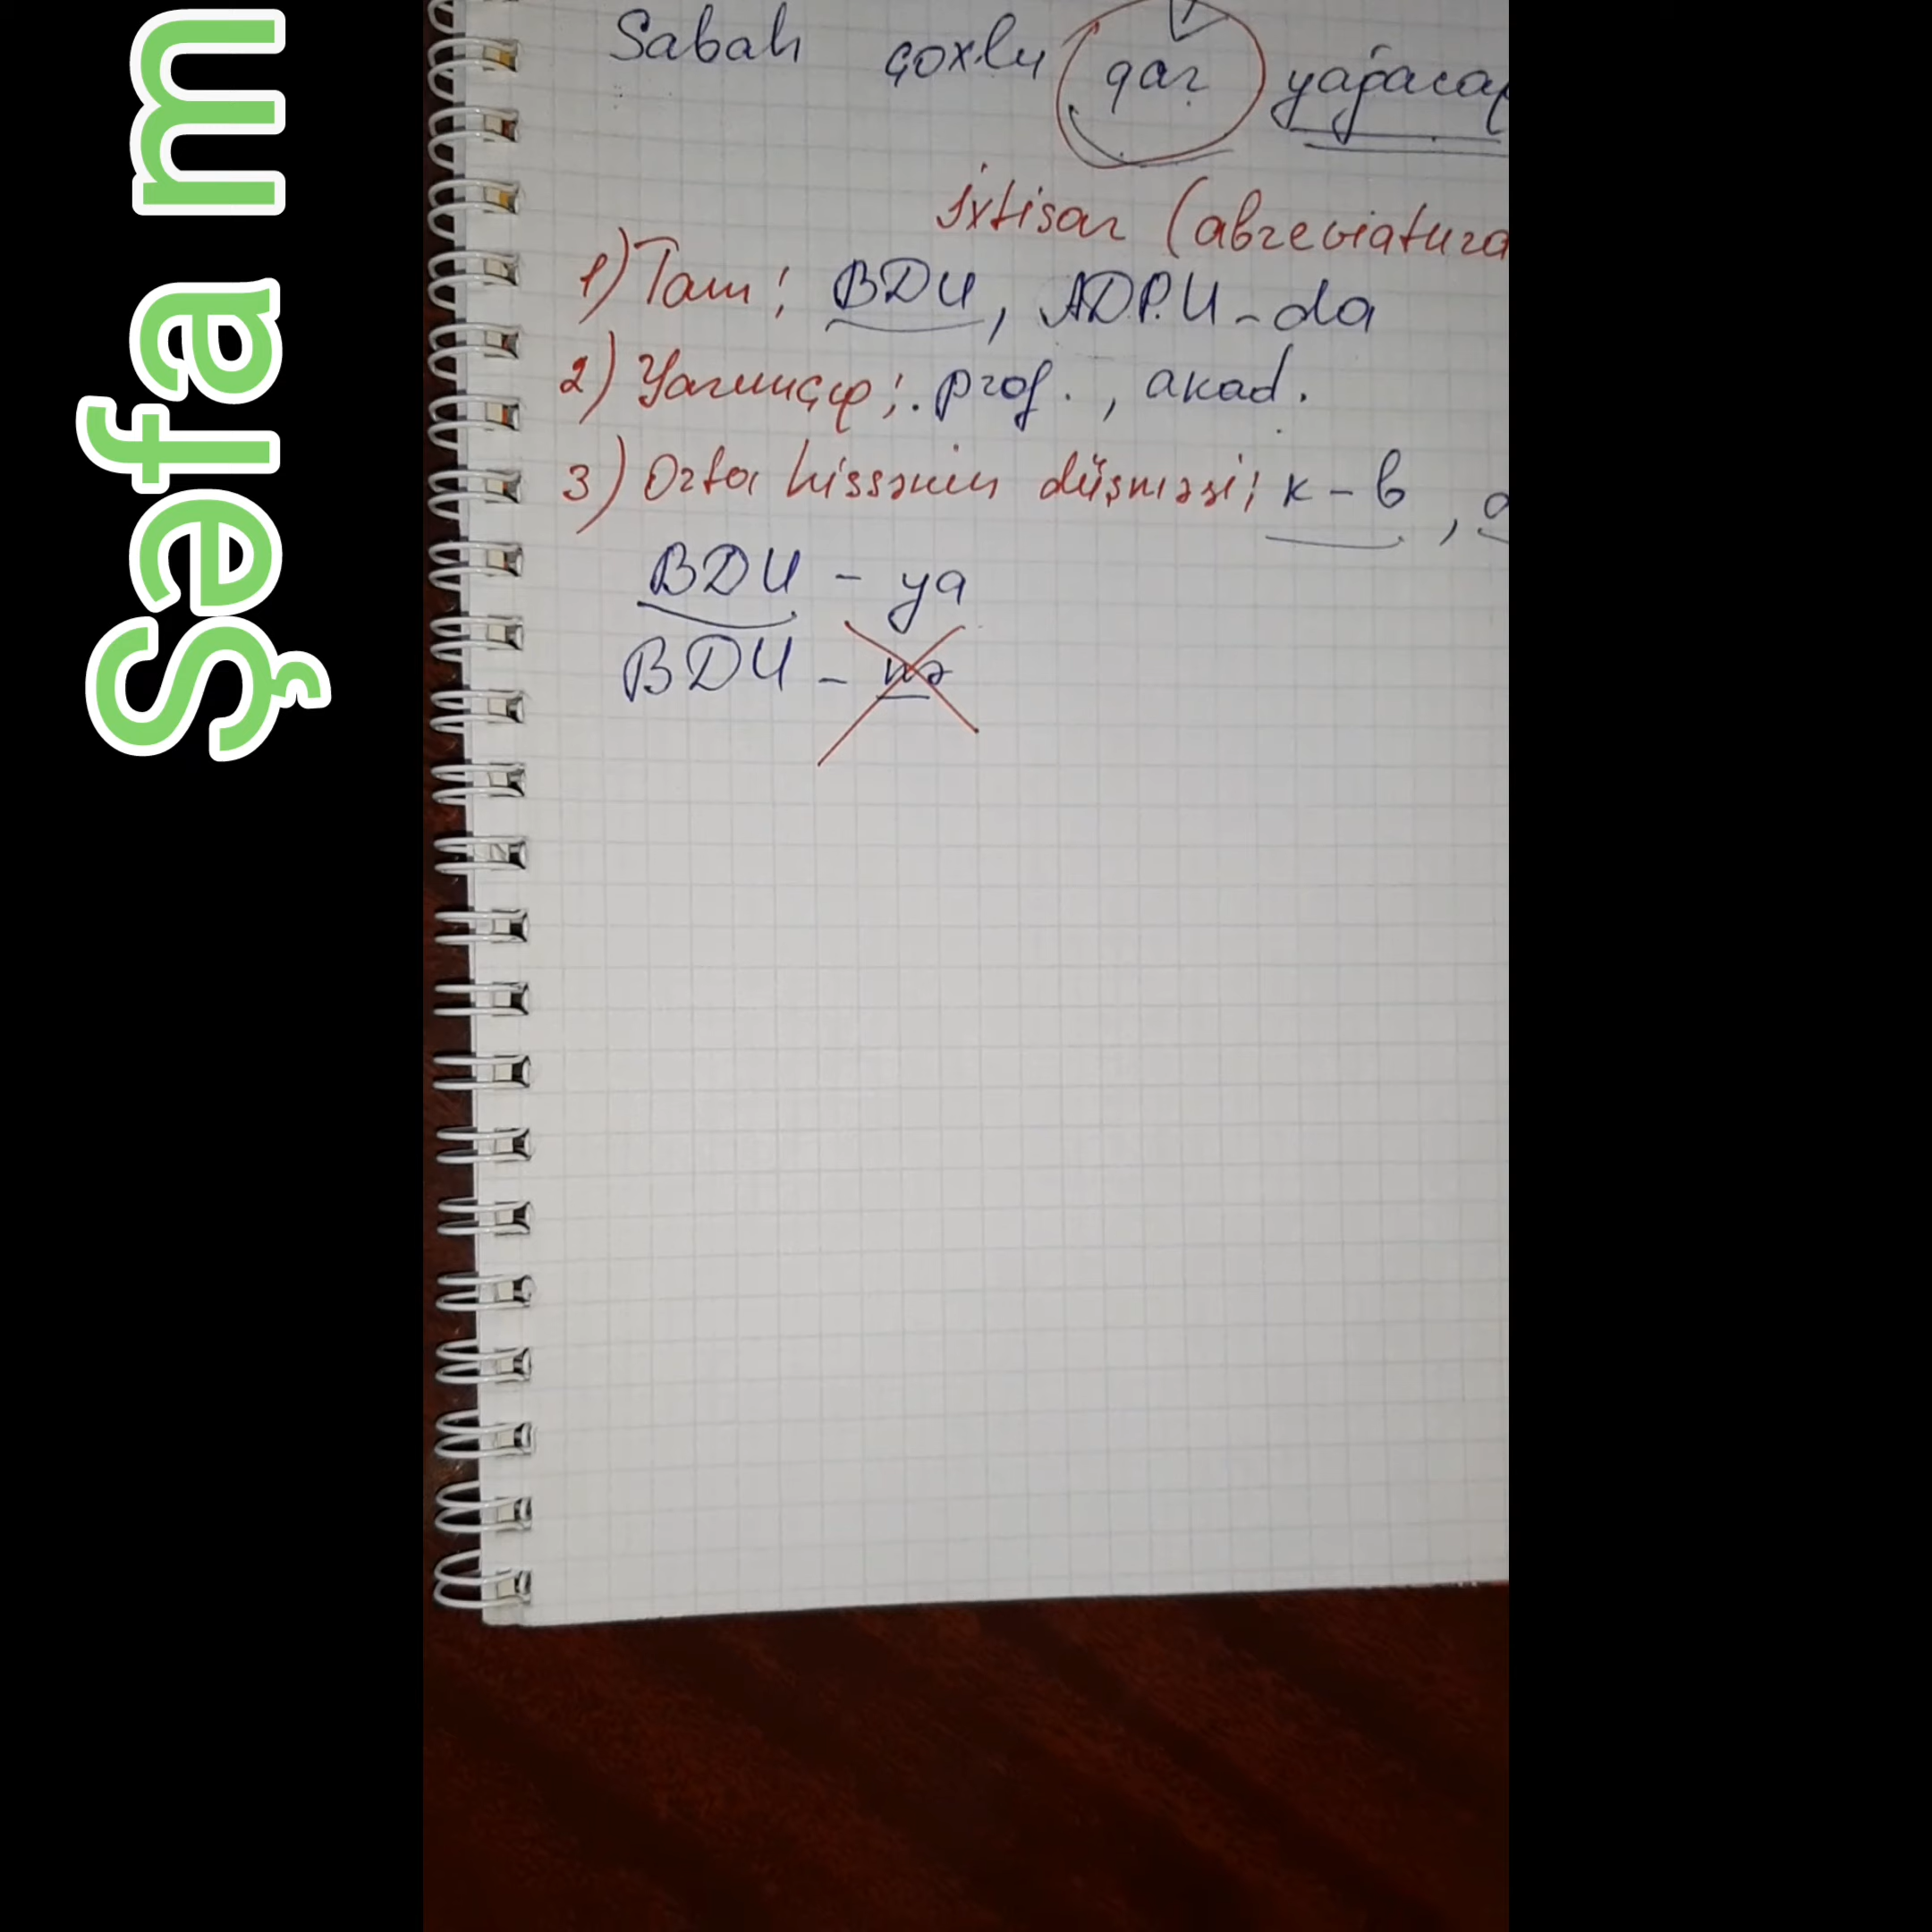 Şəfa m
Sabah çoxlu qar yağacaq
İxtisar (abreviatura
1) Tam: BDU, ADPU-da
2) Yarımçıq: prof., akad.
3) Orta hissənin düşməsi: k-b,
BDU - ya
BDU - nə